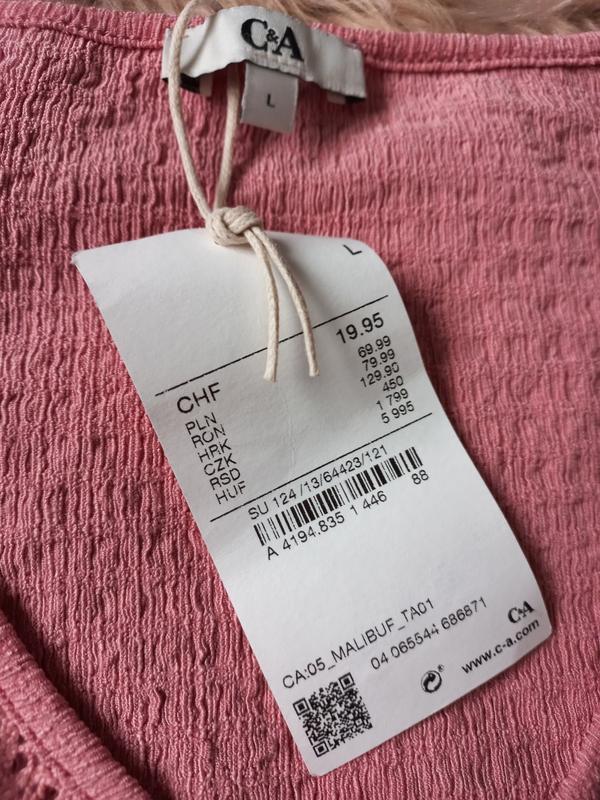 C&A
L
L
CHF 19.95
PLN 69.99
RON 79.99
HRK 129.90
CZK 450
RSD 1 799
HUF 5 995
SU 124 /13/64423/121
A 4194.835 1 446 88
CA:05_MALIBUF_TA01
04 065544 686871
C&A
www.c-a.com